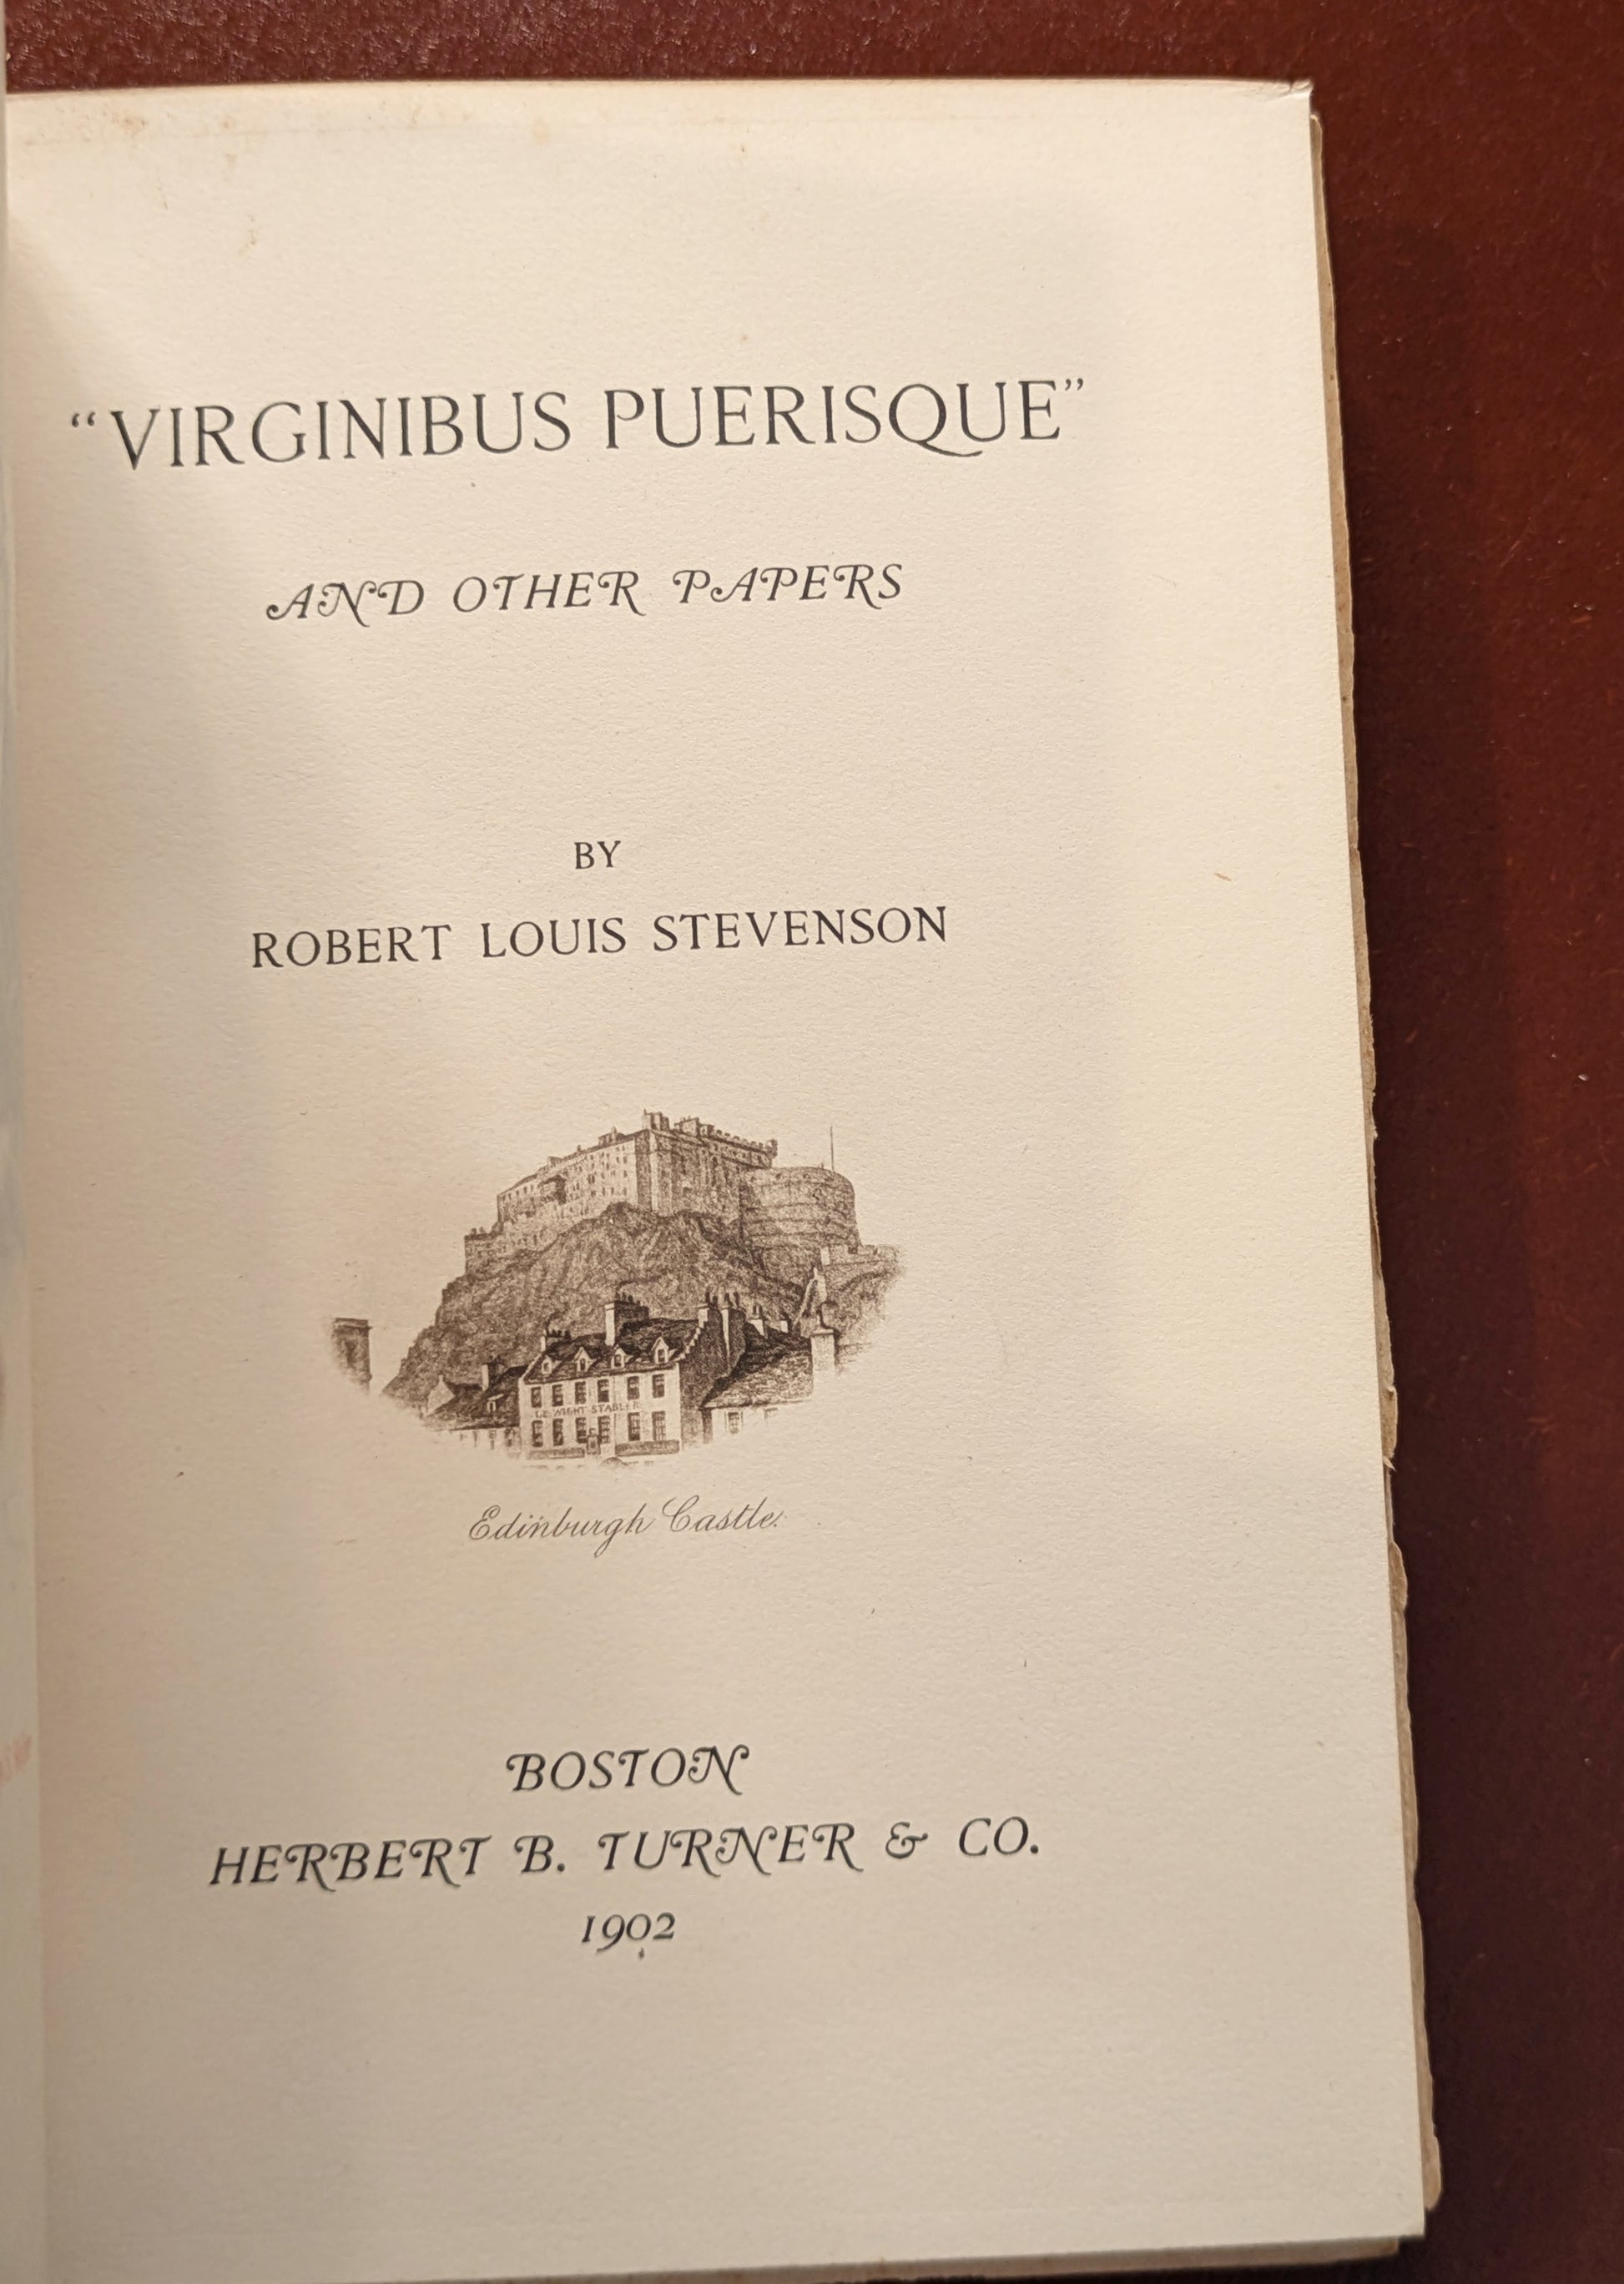 “VIRGINIBUS PUERISQUE”
AND OTHER PAPERS
BY
ROBERT LOUIS STEVENSON
Edinburgh Castle.
BOSTON
HERBERT B. TURNER & CO.
1902